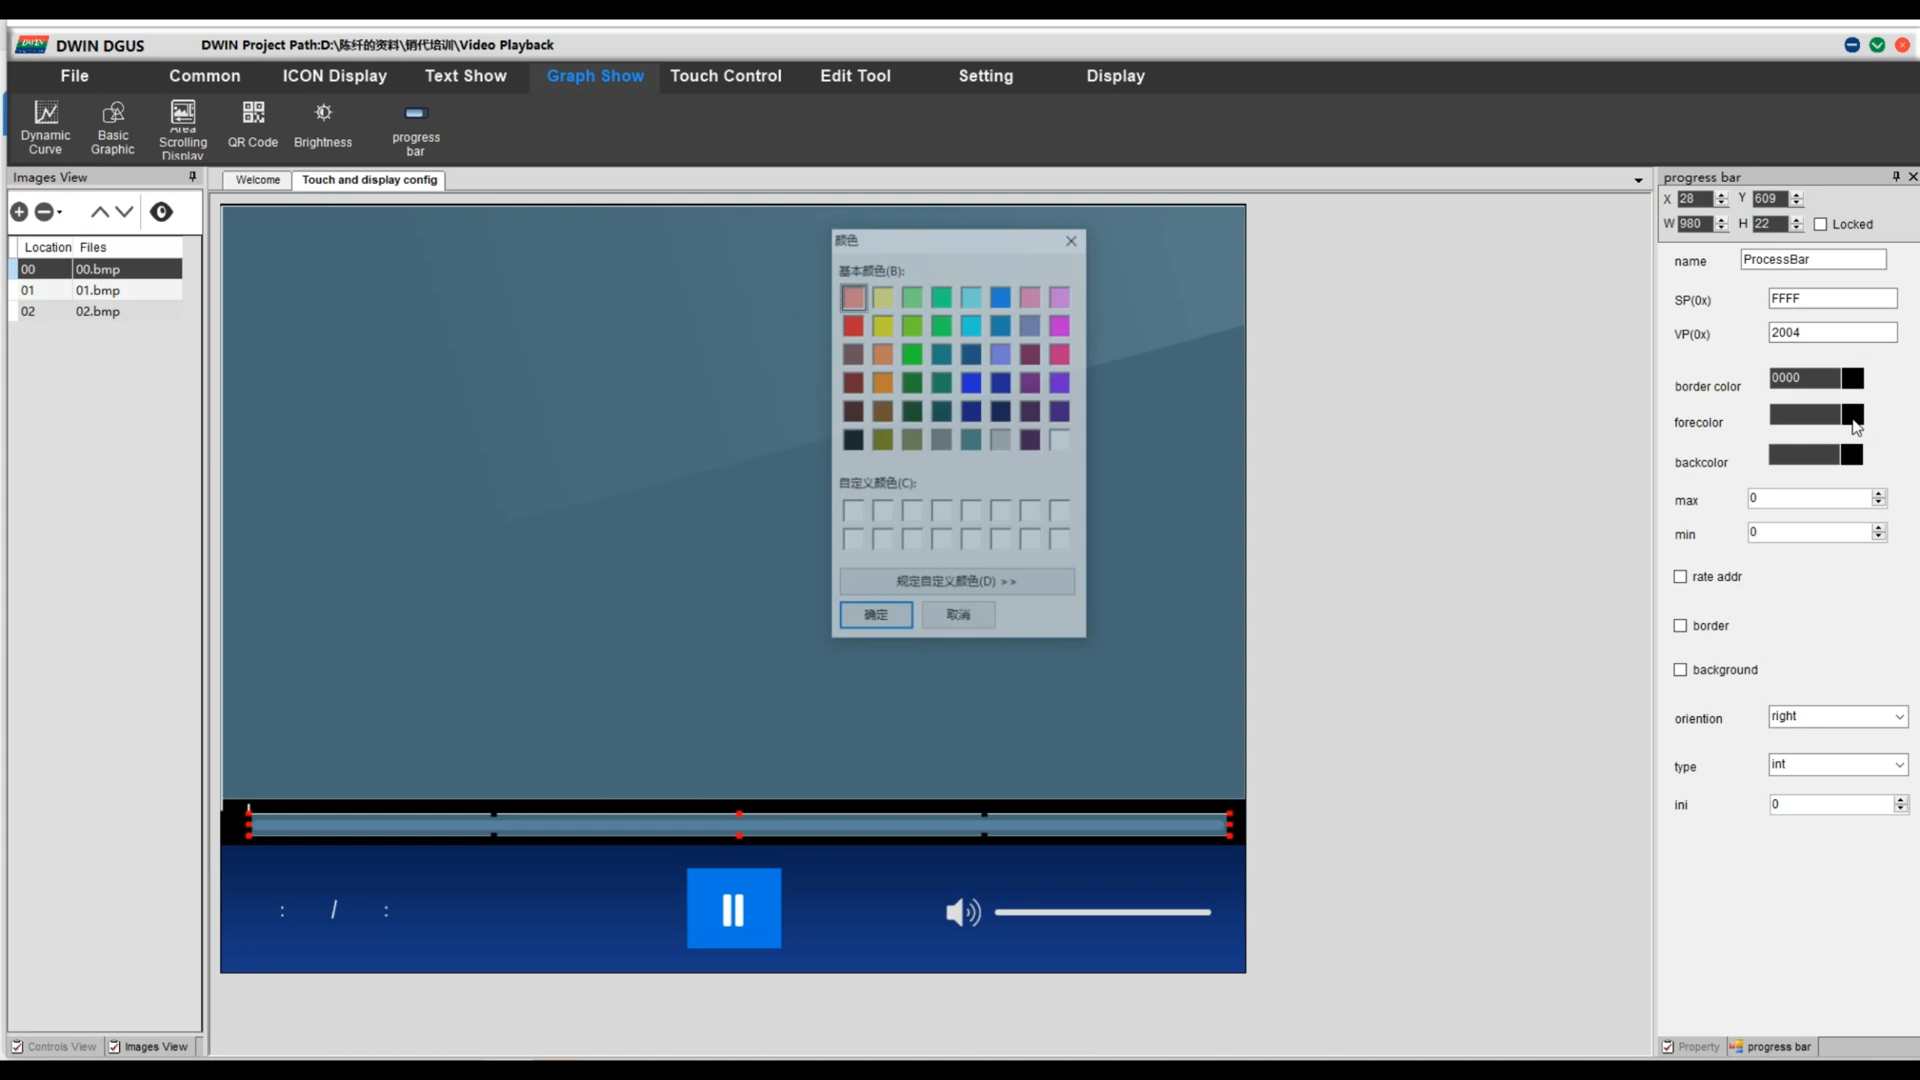 DWIN DWIN DGUS DWIN Project Path:D:\陈纤的资料\销代培训\Video Playback
File Common ICON Display Text Show Graph Show Touch Control Edit Tool Setting Display
Dynamic Curve
Basic Graphic
Area Scrolling Display
QR Code
Brightness
progress bar
Images View
Welcome
Touch and display config
Location Files
00 00.bmp
01 01.bmp
02 02.bmp
Controls View
Images View
颜色
基本颜色(B):
自定义颜色(C):
规定自定义颜色(D) >>
确定
取消
: / :
progress bar
X 28 Y 609
W 980 H 22 Locked
name ProcessBar
SP(0x) FFFF
VP(0x) 2004
border color 0000
forecolor
backcolor
max 0
min 0
rate addr
border
background
oriention right
type int
ini 0
Property
progress bar